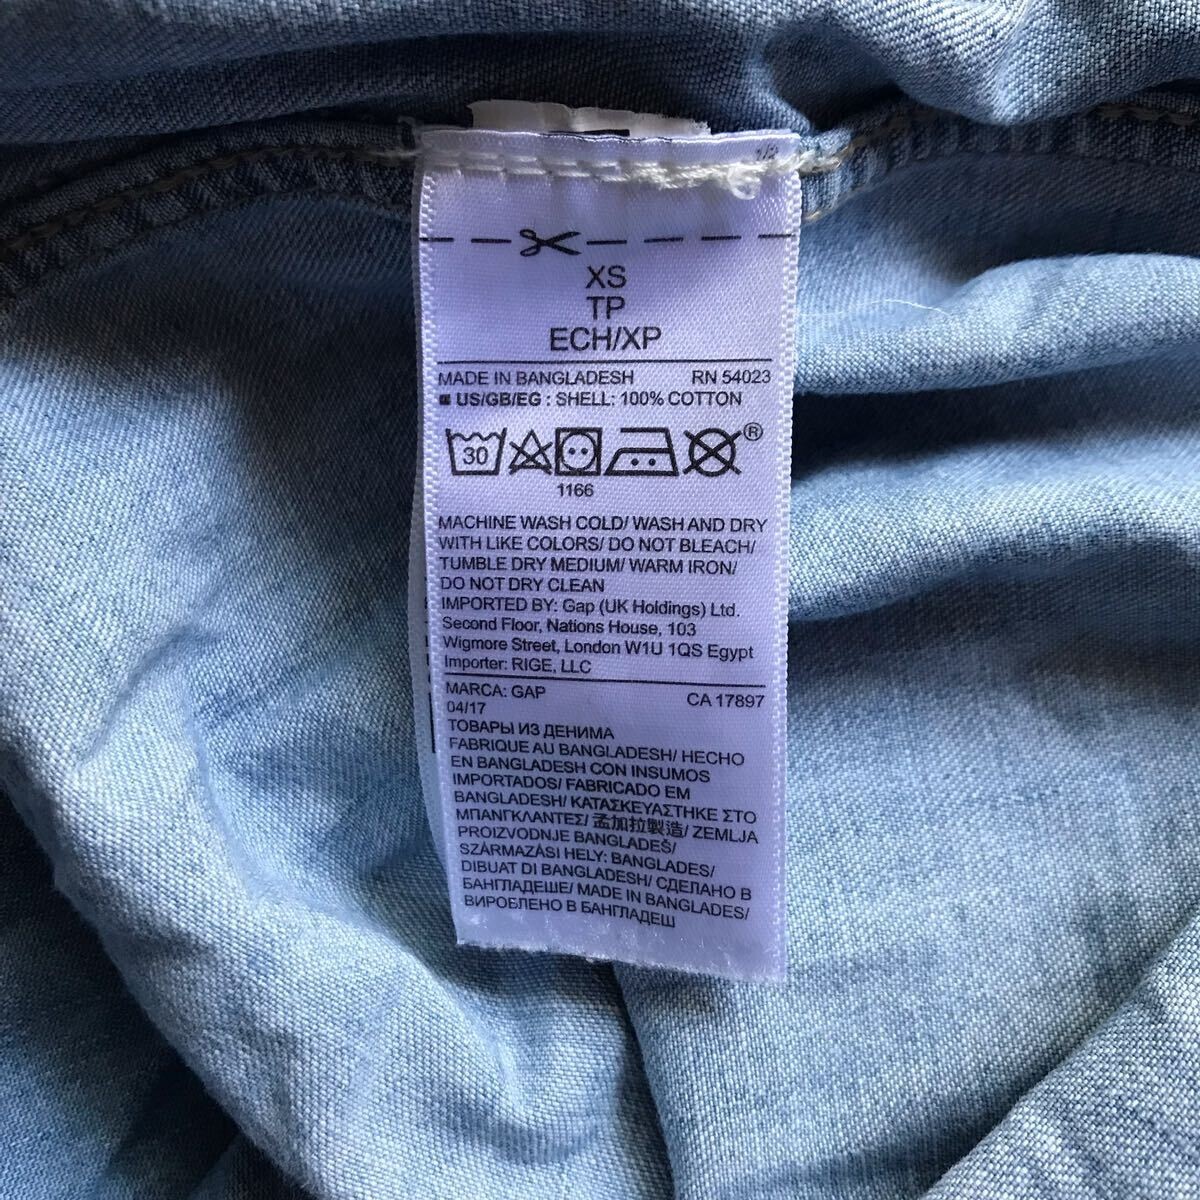 1/2
XS
TP
ECH/XP
MADE IN BANGLADESH RN 54023
US/GB/EG : SHELL: 100% COTTON
30 ®
1166
MACHINE WASH COLD/ WASH AND DRY
WITH LIKE COLORS/ DO NOT BLEACH/
TUMBLE DRY MEDIUM/ WARM IRON/
DO NOT DRY CLEAN
IMPORTED BY: Gap (UK Holdings) Ltd.
Second Floor, Nations House, 103
Wigmore Street, London W1U 1QS Egypt
Importer: RIGE, LLC
MARCA: GAP CA 17897
04/17
ТОВАРЫ ИЗ ДЕНИМА
FABRIQUE AU BANGLADESH/ HECHO
EN BANGLADESH CON INSUMOS
IMPORTADOS/ FABRICADO EM
BANGLADESH/ ΚΑΤΑΣΚΕΥΑΣΤΗΚΕ ΣΤΟ
ΜΠΑΝΓΚΛΑΝΤΕΣ/ 孟加拉製造/ ZEMLJA
PROIZVODNJE BANGLADEŠ/
SZÁRMAZÁSI HELY: BANGLADES/
DIBUAT DI BANGLADESH/ СДЕЛАНО В
БАНГЛАДЕШЕ/ MADE IN BANGLADES/
ВИРОБЛЕНО В БАНГЛАДЕШ